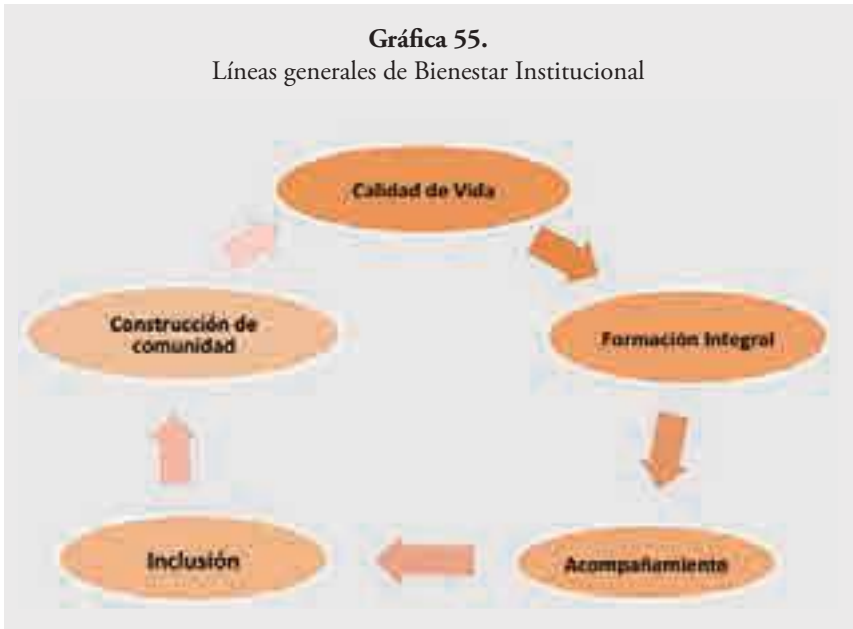 Gráfica 55.
Líneas generales de Bienestar Institucional
Calidad de Vida
Formación Integral
Acompañamiento
Inclusión
Construcción de
comunidad